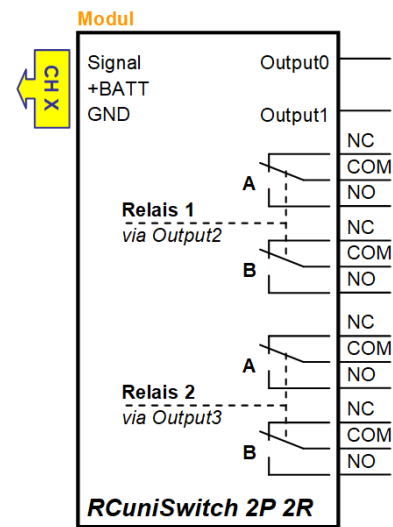 Modul
CH X
Signal
+BATT
GND
Output0
Output1
NC
COM
NO
A
Relais 1
via Output2
NC
COM
NO
B
NC
COM
NO
A
Relais 2
via Output3
NC
COM
NO
B
RCuniSwitch 2P 2R